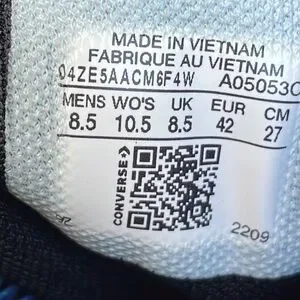 MADE IN VIETNAM
FABRIQUE AU VIETNAM
04ZE5AACM6F4W A05053C
MENS WO'S UK EUR CM
8.5 10.5 8.5 42 27
CONVERSE
2209